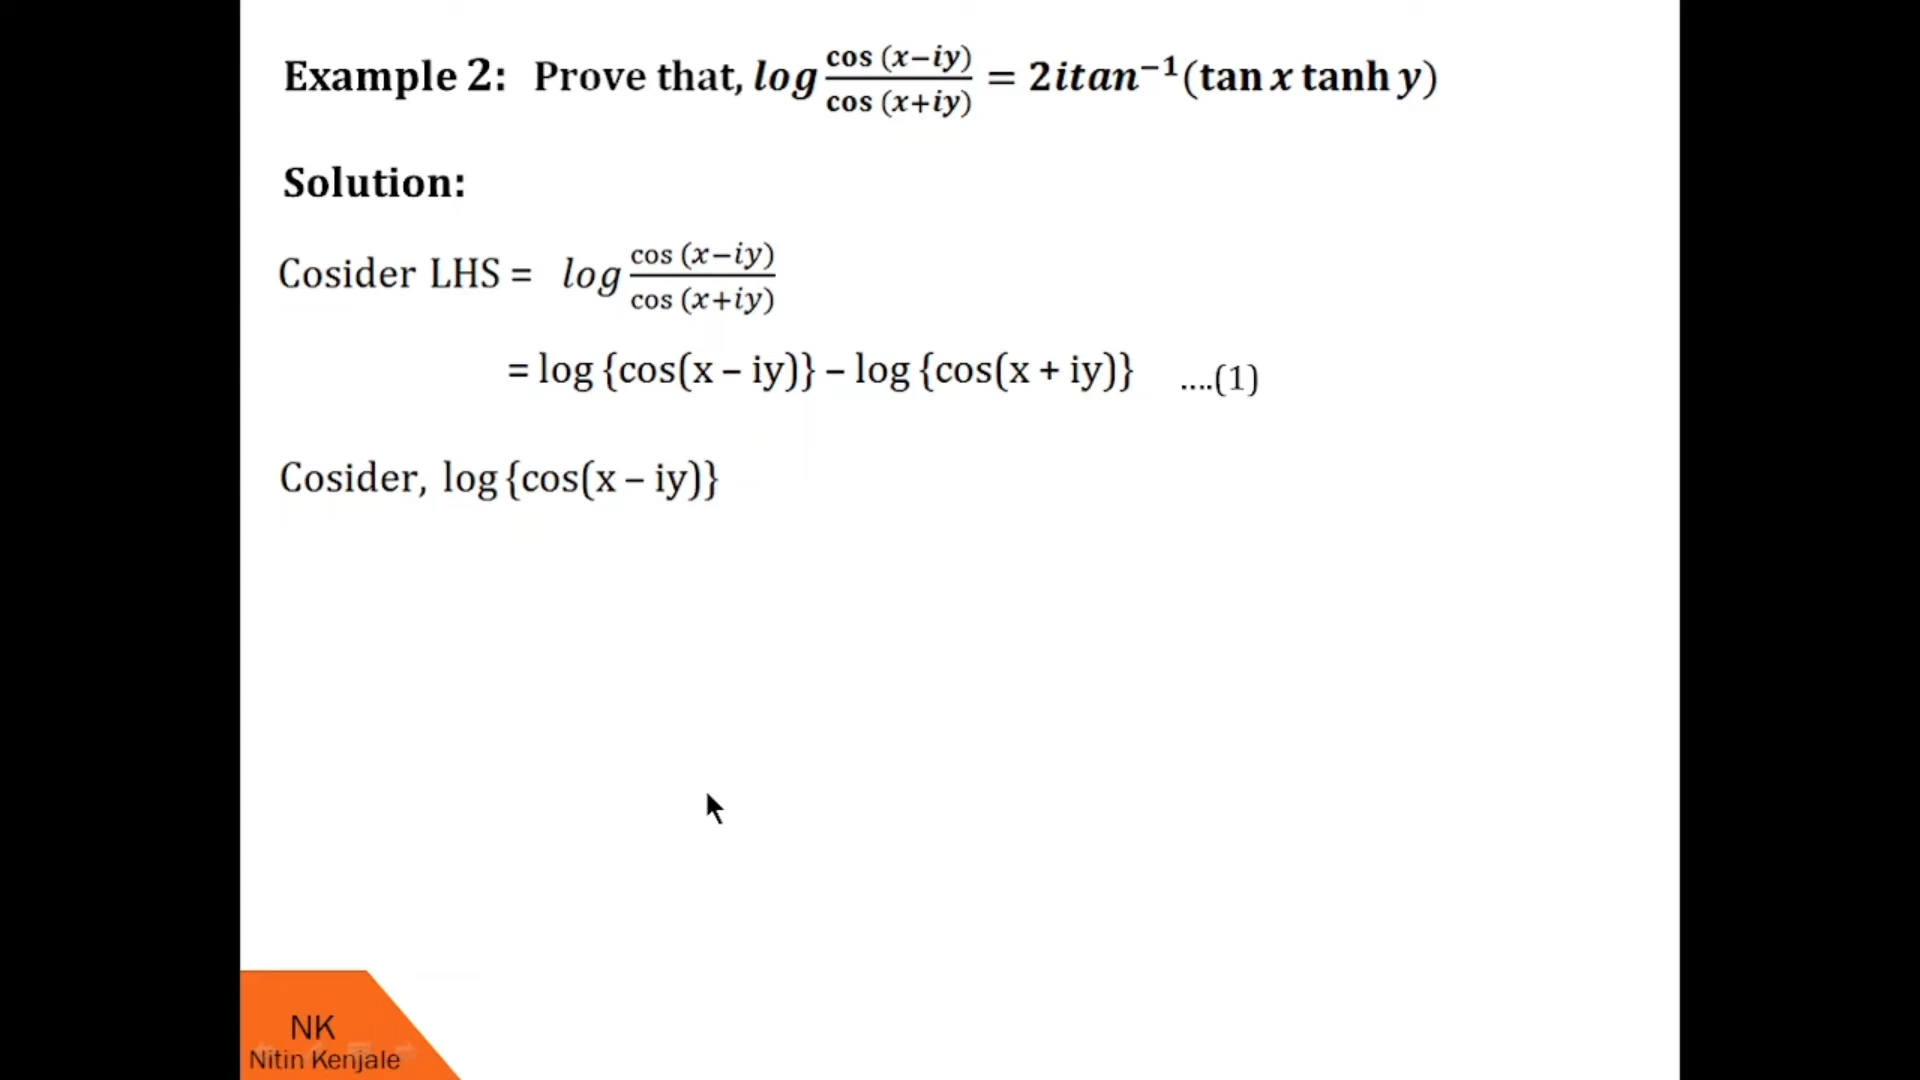 Example 2: Prove that, log cos (x−iy)/cos (x+iy) = 2itan⁻¹(tan x tanh y)
Solution:
Cosider LHS = log cos (x−iy)/cos (x+iy)
= log {cos(x – iy)} – log {cos(x + iy)} ....(1)
Cosider, log {cos(x – iy)}
NK
Nitin Kenjale